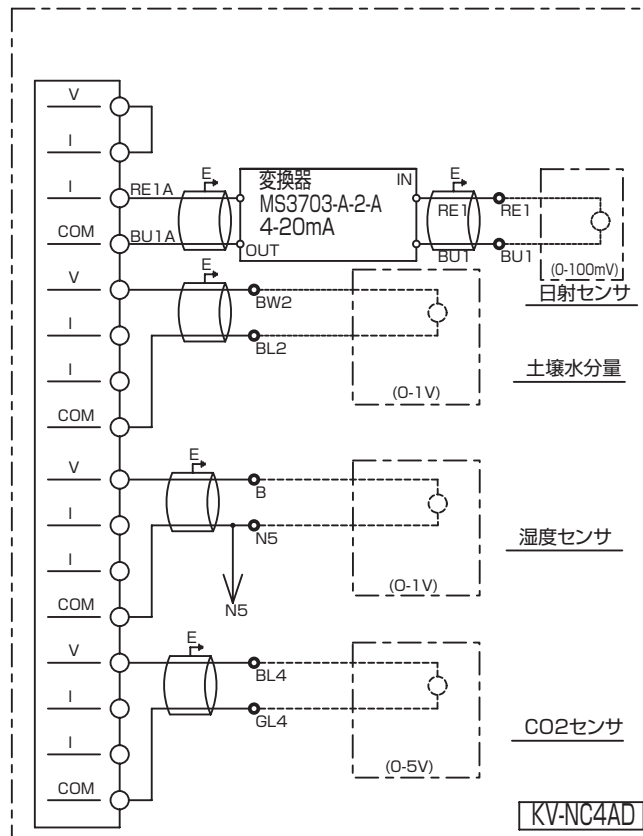 V
I
I
RE1A
E
変換器
IN
MS3703-A-2-A
4-20mA
OUT
E
RE1
RE1
COM
BU1A
BU1
BU1
(0-100mV)
日射センサ
V
E
BW2
I
BL2
I
(0-1V)
土壌水分量
COM
V
E
B
I
N5
湿度センサ
I
(0-1V)
COM
N5
V
E
BL4
I
GL4
CO2センサ
I
(0-5V)
COM
KV-NC4AD